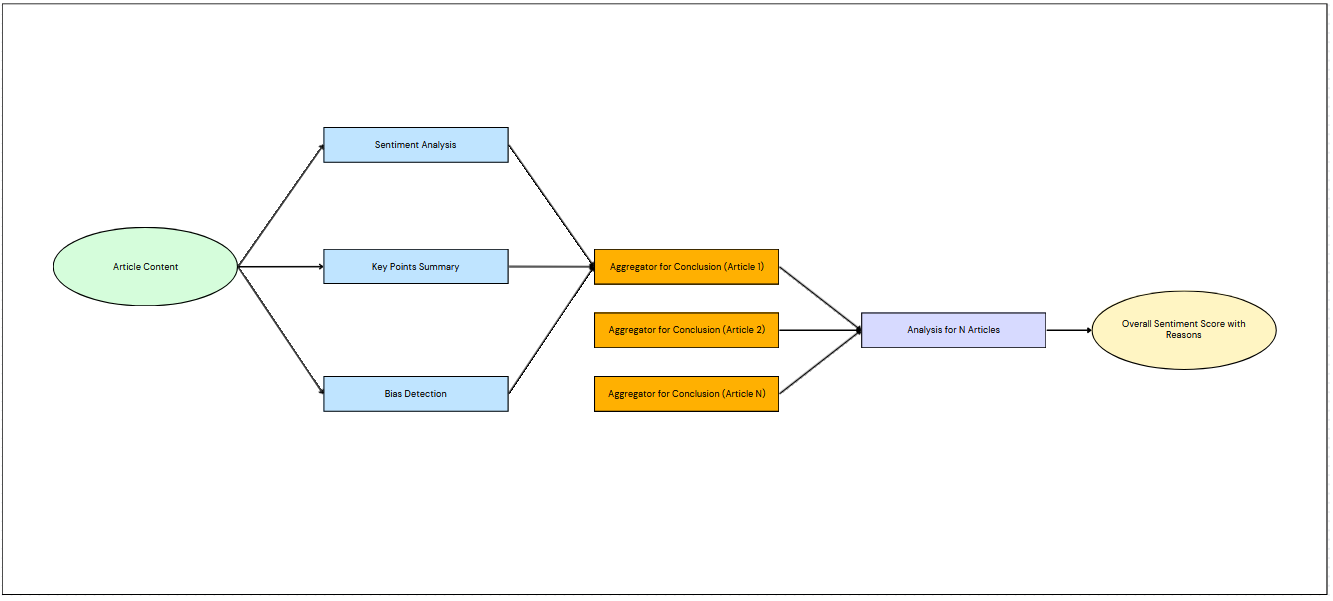 Sentiment Analysis
Article Content
Key Points Summary
Bias Detection
Aggregator for Conclusion (Article 1)
Aggregator for Conclusion (Article 2)
Aggregator for Conclusion (Article N)
Analysis for N Articles
Overall Sentiment Score with
Reasons